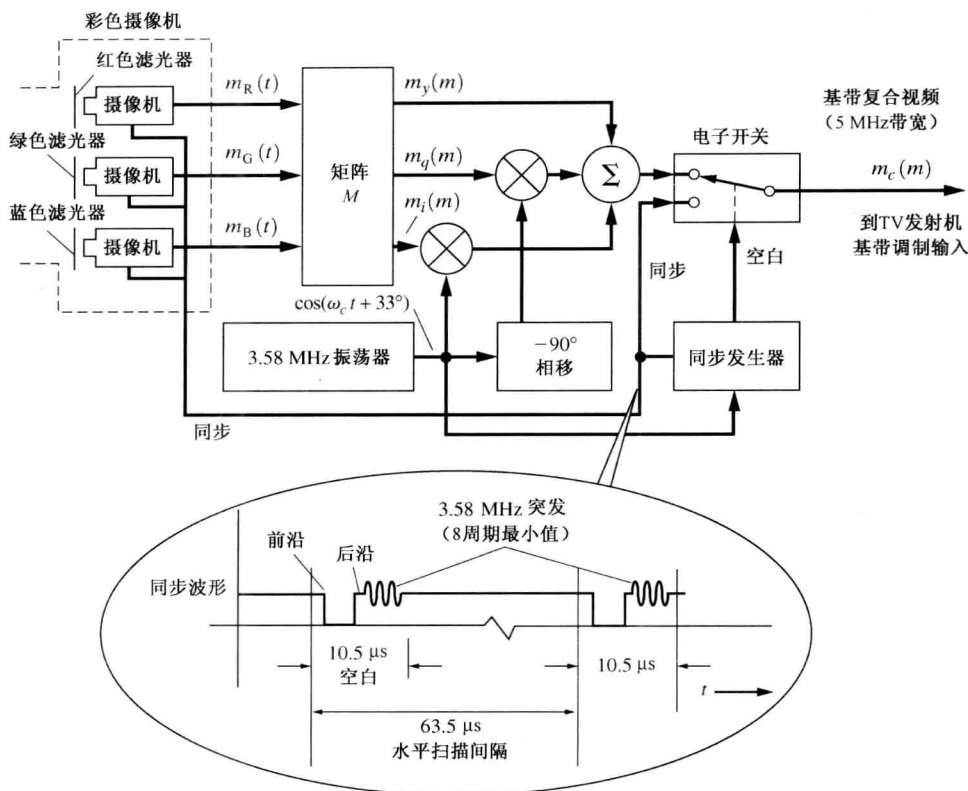 彩色摄像机
红色滤光器
摄像机
绿色滤光器
摄像机
蓝色滤光器
摄像机
m_R(t)
m_G(t)
m_B(t)
矩阵
M
m_y(m)
m_q(m)
m_i(m)
Σ
基带复合视频
（5 MHz带宽）
电子开关
m_c(m)
到TV发射机
基带调制输入
同步
空白
cos(ω_c t + 33°)
3.58 MHz 振荡器
−90°
相移
同步发生器
同步
3.58 MHz 突发
（8周期最小值）
前沿
后沿
同步波形
10.5 μs
空白
10.5 μs
t
63.5 μs
水平扫描间隔